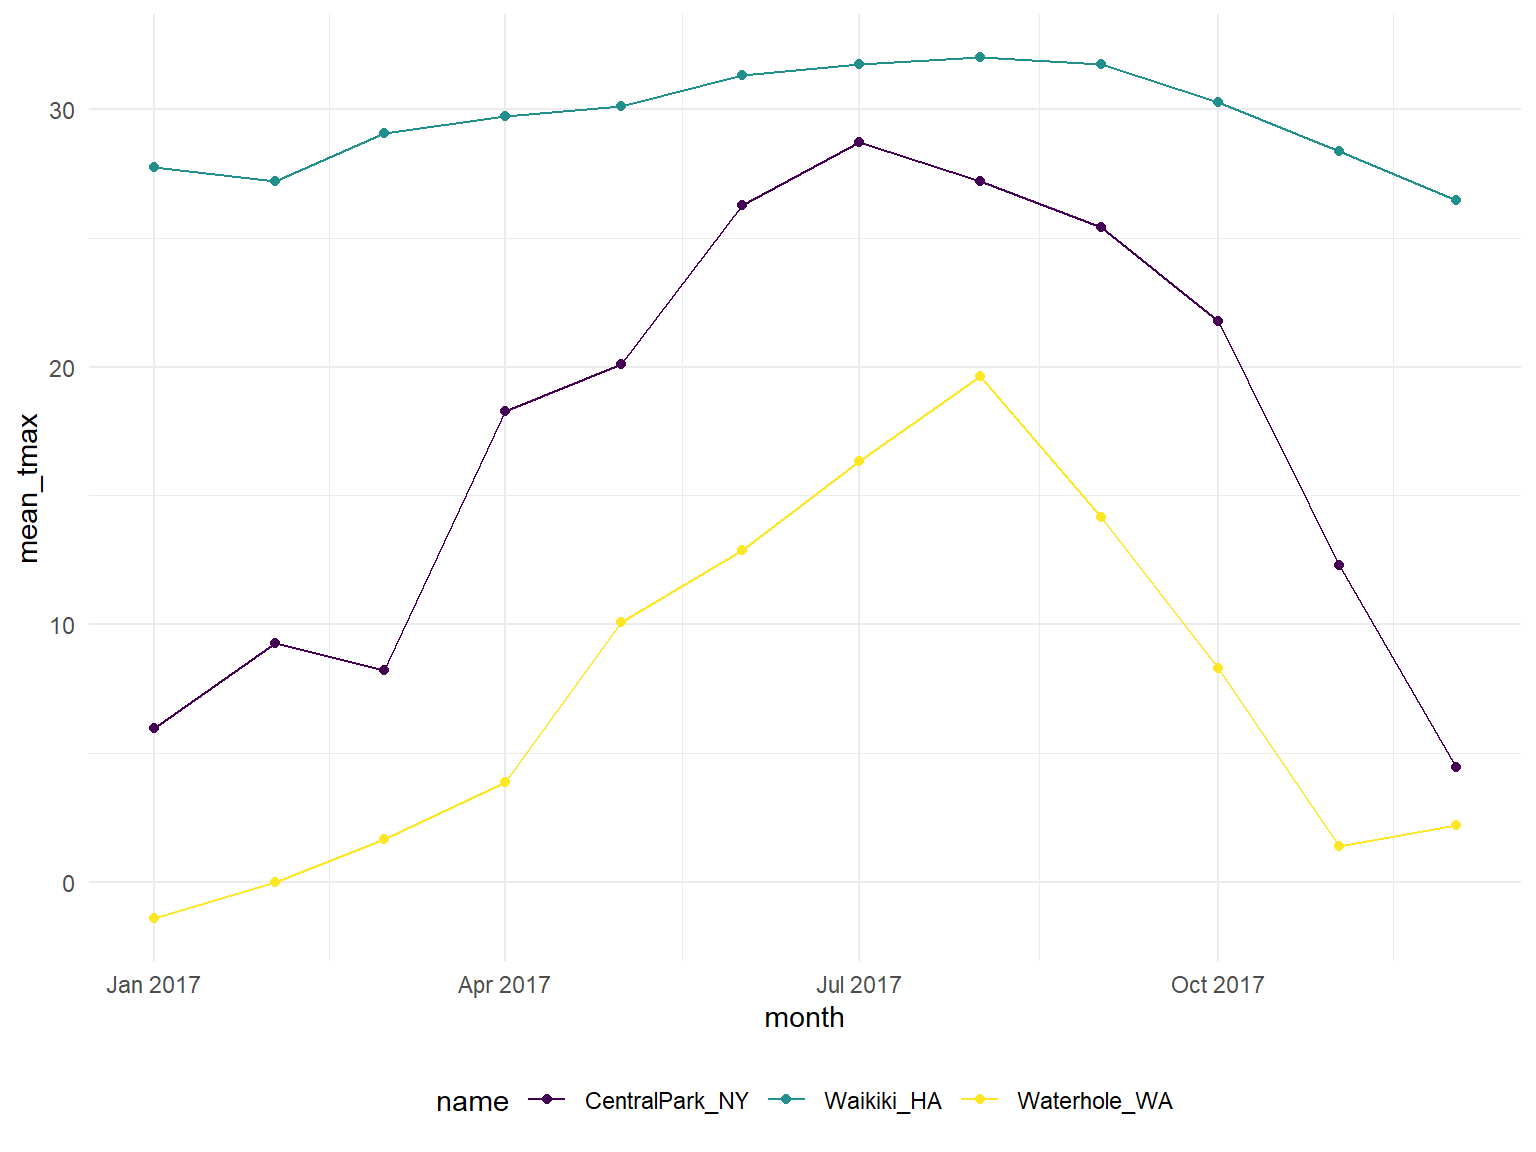 30
20
10
0
mean_tmax
Jan 2017 Apr 2017 Jul 2017 Oct 2017
month
name CentralPark_NY Waikiki_HA Waterhole_WA